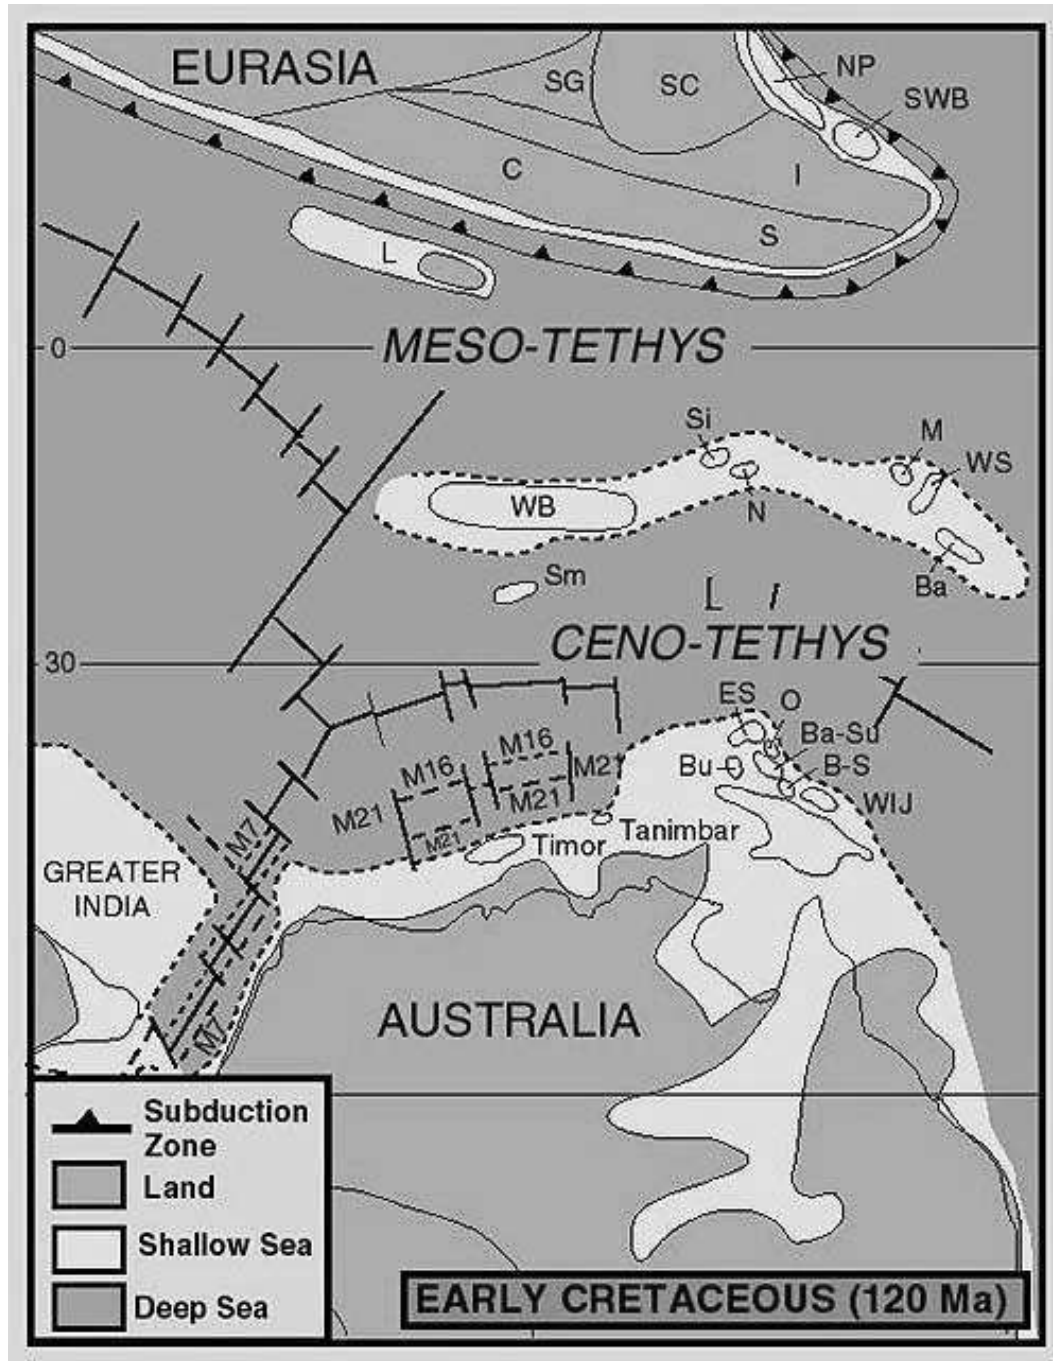 EURASIA
SG
SC
NP
SWB
C
I
S
L
0
MESO-TETHYS
Si
M
WS
WB
N
Sm
Ba
L I
CENO-TETHYS
30
ES
O
Ba-Su
M16
M16
M21
Bu
B-S
M21
M21
WIJ
M7
M21
Timor
Tanimbar
GREATER
INDIA
AUSTRALIA
M7
Subduction
Zone
Land
Shallow Sea
Deep Sea
EARLY CRETACEOUS (120 Ma)